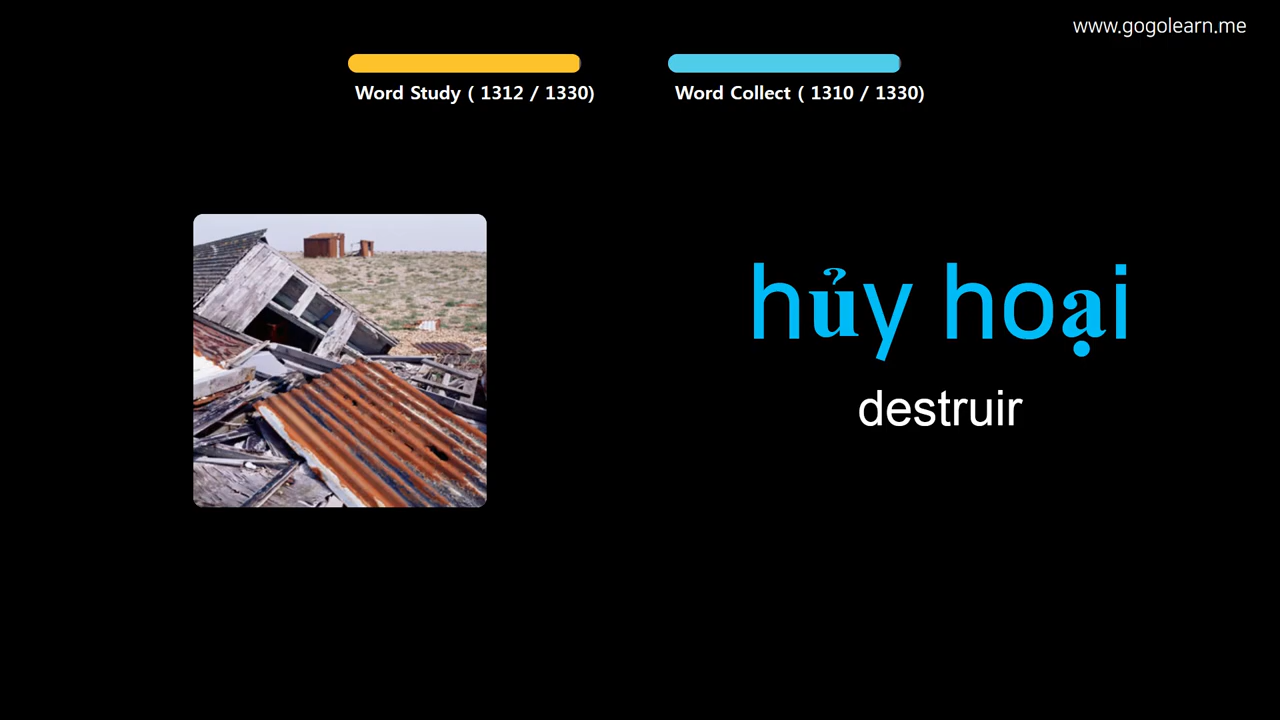 www.gogolearn.me
Word Study ( 1312 / 1330)
Word Collect ( 1310 / 1330)
hủy hoại
destruir